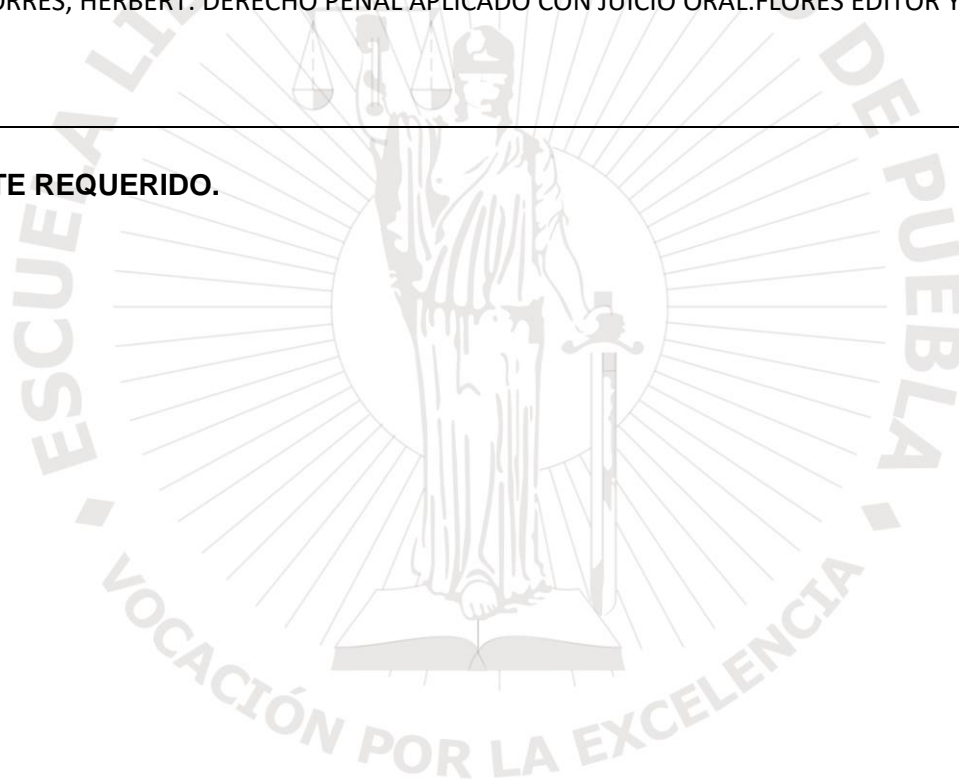 ORRES, HERBERT. DERECHO PENAL APLICADO CON JUICIO ORAL.FLORES EDITOR Y
TE REQUERIDO.
ESCUELA LI
O DE PUEBLA
VOCACIÓN POR LA EXCELENCIA